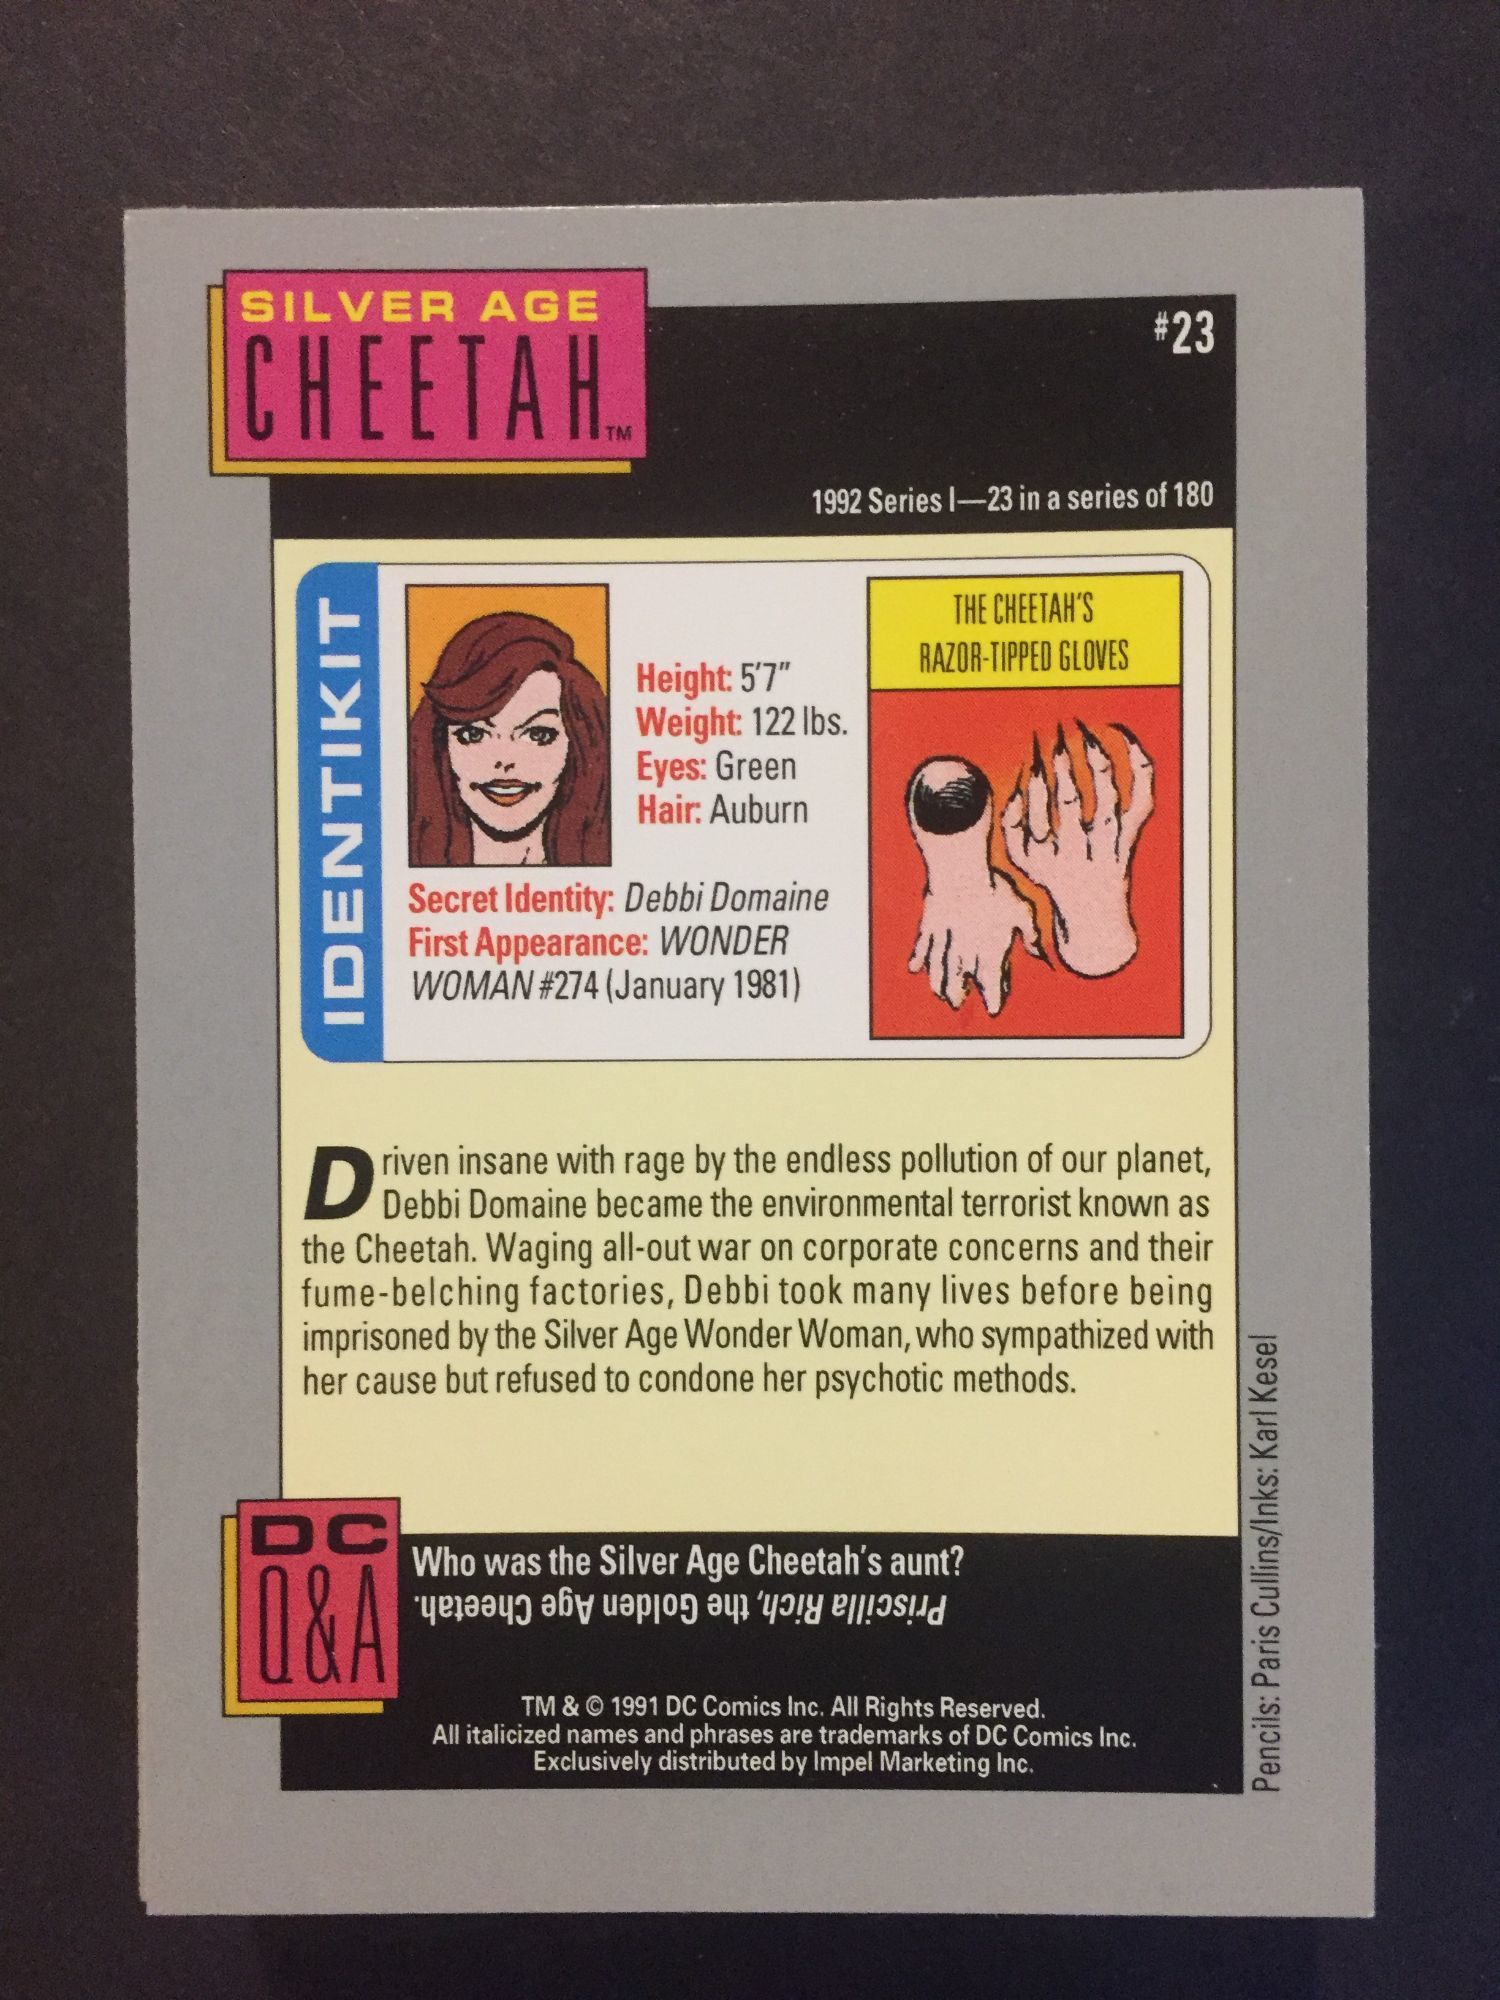 SILVER AGE
CHEETAH™
#23
1992 Series I—23 in a series of 180
IDENTIKIT
Height: 5'7"
Weight: 122 lbs.
Eyes: Green
Hair: Auburn
Secret Identity: Debbi Domaine
First Appearance: WONDER
WOMAN #274 (January 1981)
THE CHEETAH'S
RAZOR-TIPPED GLOVES
Driven insane with rage by the endless pollution of our planet,
Debbi Domaine became the environmental terrorist known as
the Cheetah. Waging all-out war on corporate concerns and their
fume-belching factories, Debbi took many lives before being
imprisoned by the Silver Age Wonder Woman, who sympathized with
her cause but refused to condone her psychotic methods.
DC
Q&A
Who was the Silver Age Cheetah's aunt?
Priscilla Rich, the Golden Age Cheetah.
TM & © 1991 DC Comics Inc. All Rights Reserved.
All italicized names and phrases are trademarks of DC Comics Inc.
Exclusively distributed by Impel Marketing Inc.
Pencils: Paris Cullins/Inks: Karl Kesel